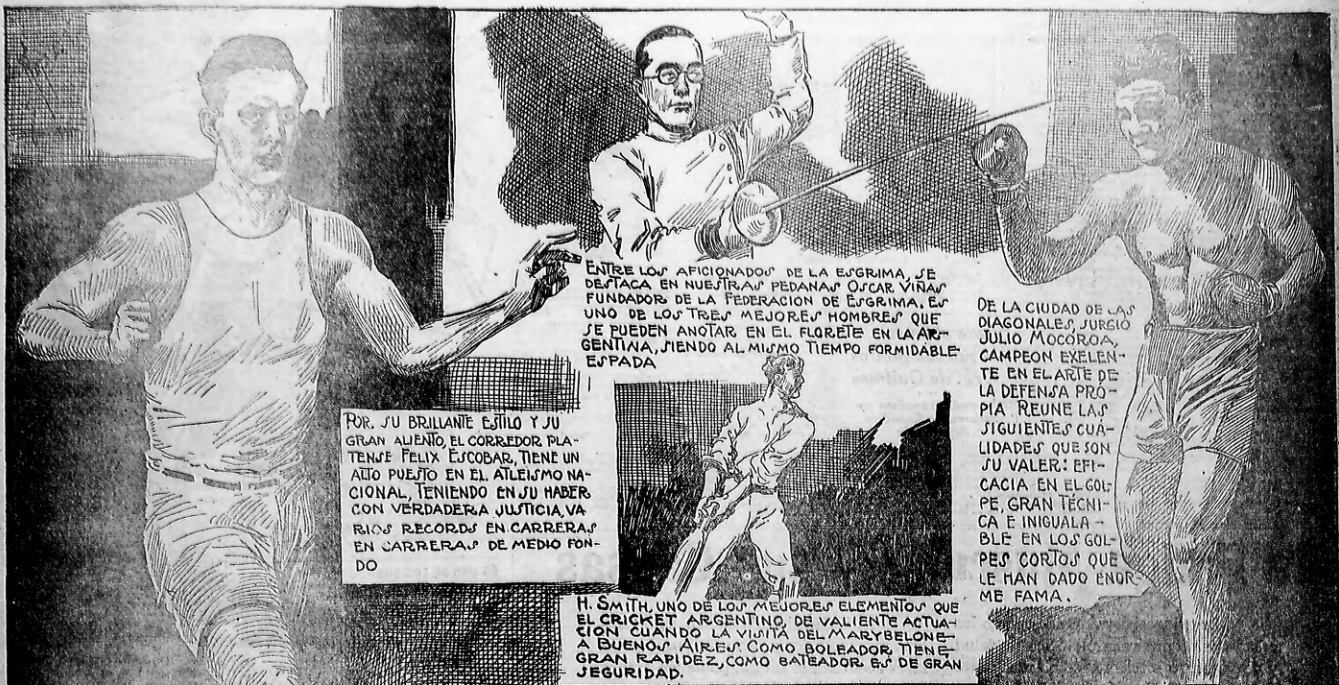 POR SU BRILLANTE ESTILO Y SU
GRAN ALIENTO, EL CORREDOR PLA-
TENSE FELIX ESCOBAR, TIENE UN
ALTO PUESTO EN EL ATLEISMO NA-
CIONAL, TENIENDO EN SU HABER
CON VERDADERA JUSTICIA, VA
RIOS RECORDS EN CARRERAS
EN CARRERAS DE MEDIO FON-
DO
ENTRE LOS AFICIONADOS DE LA ESGRIMA, SE
DESTACA EN NUESTRAS PEDANAS OSCAR VIÑAS
FUNDADOR DE LA FEDERACION DE ESGRIMA. ES
UNO DE LOS TRES MEJORES HOMBRES QUE
SE PUEDEN ANOTAR EN EL FLORETE EN LA AR-
GENTINA, SIENDO AL MISMO TIEMPO FORMIDABLE
ESPADA
H. SMITH, UNO DE LOS MEJORES ELEMENTOS QUE
EL CRICKET ARGENTINO, DE VALIENTE ACTUA-
CION CUANDO LA VISITA DEL MARYBELONE
A BUENOS AIRES. COMO BOLEADOR TIENE
GRAN RAPIDEZ, COMO BATEADOR ES DE GRAN
SEGURIDAD.
DE LA CIUDAD DE LAS
DIAGONALES, SURGIO
JULIO MOCOROA,
CAMPEON EXELEN-
TE EN EL ARTE DE
LA DEFENSA PRO-
PIA. REUNE LAS
SIGUIENTES CUA-
LIDADES QUE SON
SU VALER: EFI-
CACIA EN EL GOL-
PE, GRAN TÉCNI-
CA E INIGUALA-
BLE EN LOS GOL-
PES CORTOS QUE
LE HAN DADO ENOR-
ME FAMA.